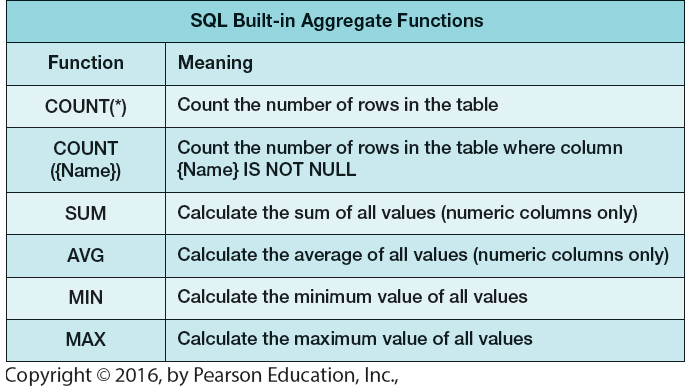 SQL Built-in Aggregate Functions
Function Meaning
COUNT(*) Count the number of rows in the table
COUNT
({Name})
Count the number of rows in the table where column
{Name} IS NOT NULL
SUM Calculate the sum of all values (numeric columns only)
AVG Calculate the average of all values (numeric columns only)
MIN Calculate the minimum value of all values
MAX Calculate the maximum value of all values
Copyright © 2016, by Pearson Education, Inc.,